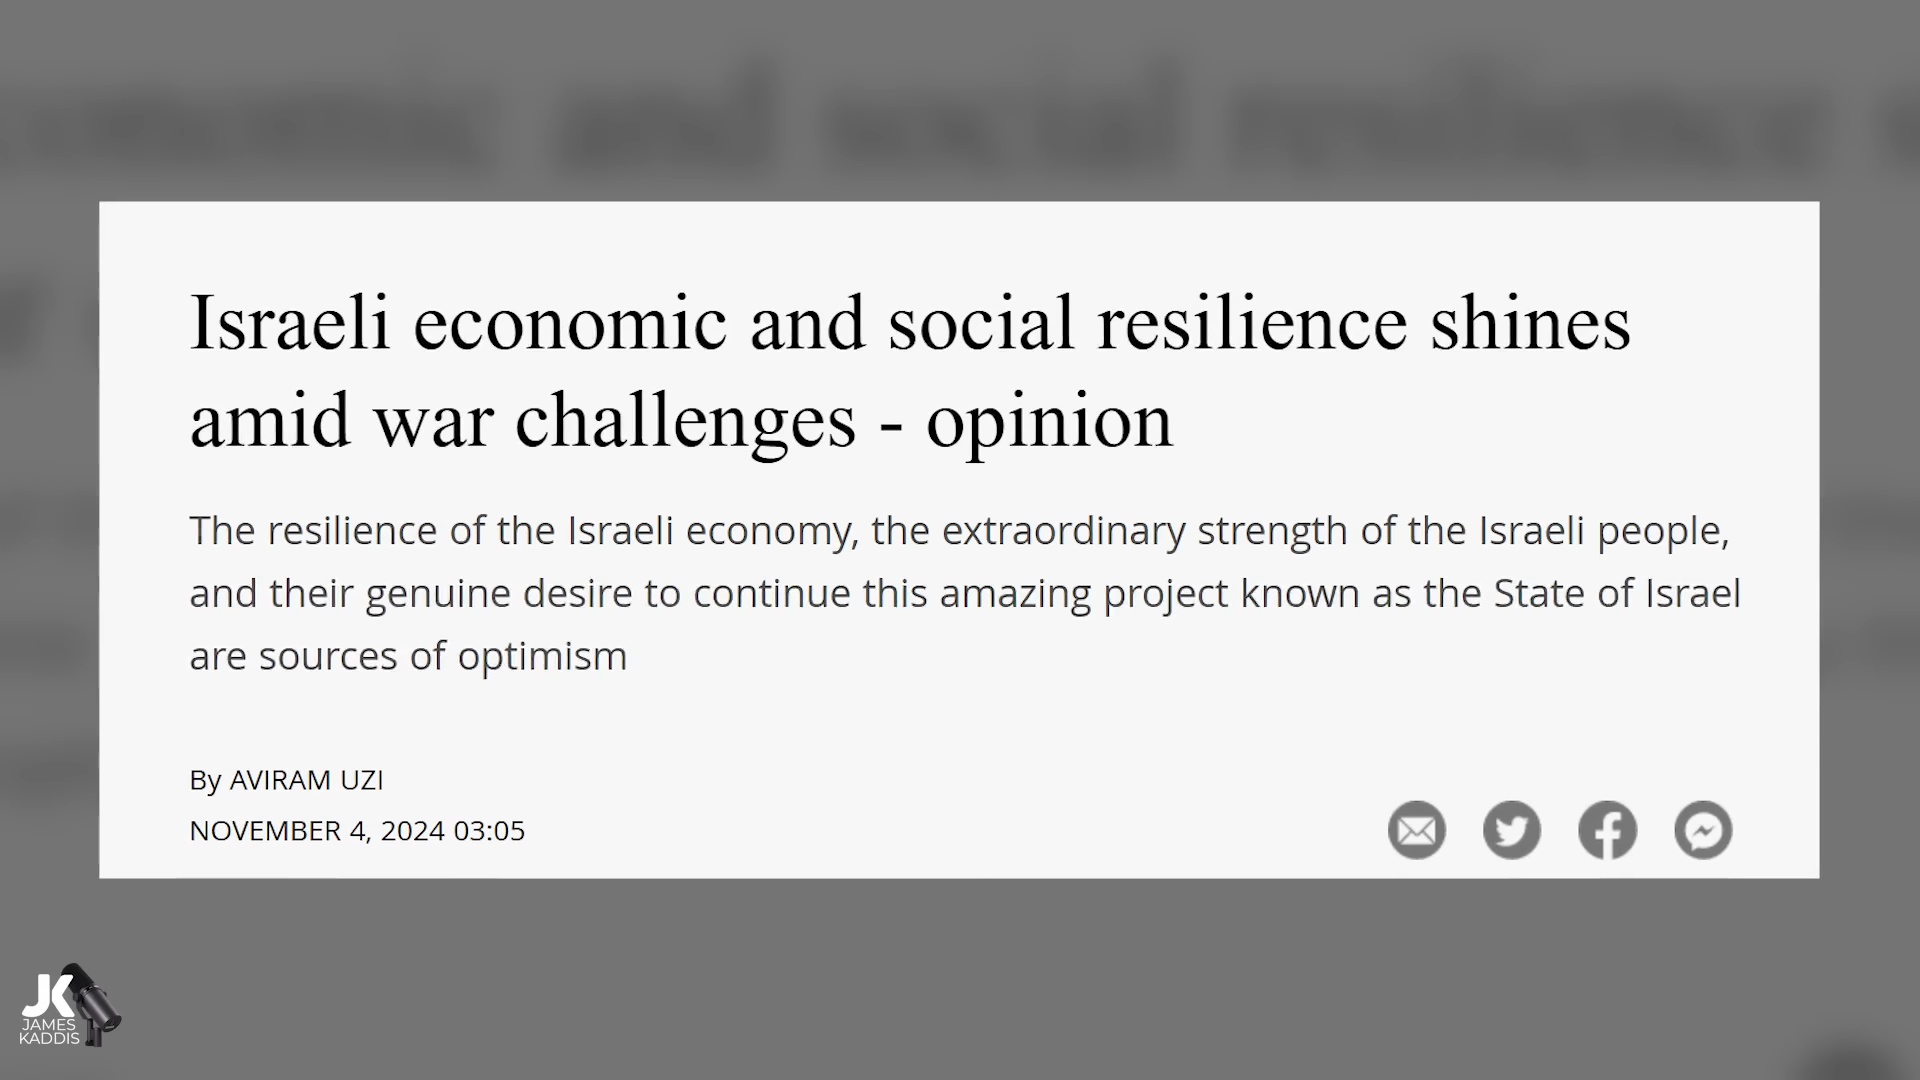 Israeli economic and social resilience shines
amid war challenges - opinion
The resilience of the Israeli economy, the extraordinary strength of the Israeli people,
and their genuine desire to continue this amazing project known as the State of Israel
are sources of optimism
By AVIRAM UZI
NOVEMBER 4, 2024 03:05
JK
JAMES
KADDIS